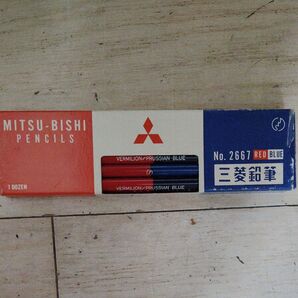 MITSU-BISHI
PENCILS
1 DOZEN
VERMILION⁄PRUSSIAN BLUE
VERMILION⁄PRUSSIAN BLUE
No. 2667 RED BLUE
三菱鉛筆